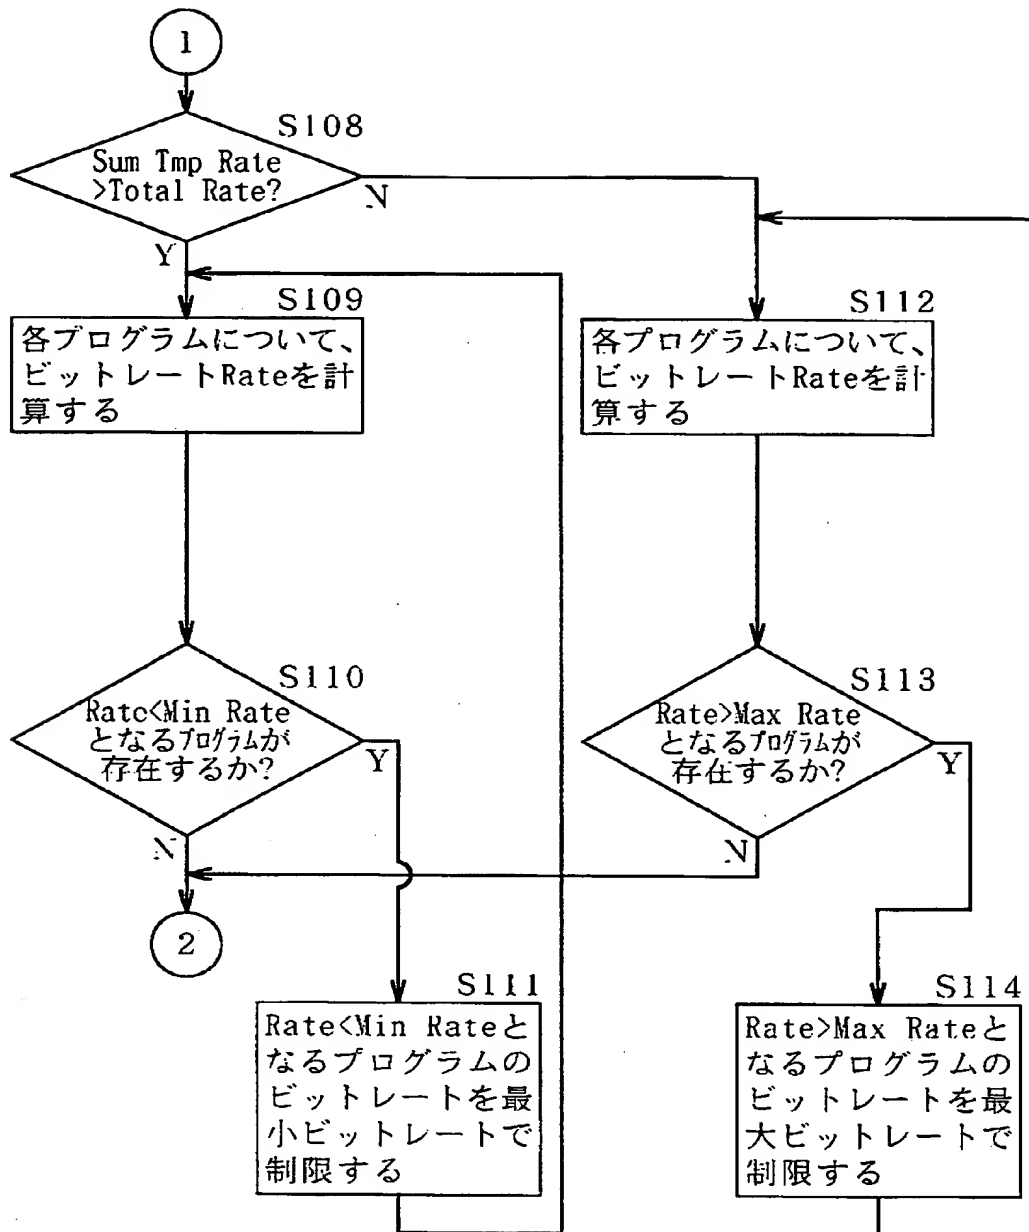 1
S108
Sum Tmp Rate
>Total Rate?
N
Y
S109
各プログラムについて、
ビットレートRateを計
算する
S112
各プログラムについて、
ビットレートRateを計
算する
S110
Rate<Min Rate
となるプログラムが
存在するか?
Y
N
S113
Rate>Max Rate
となるプログラムが
存在するか?
Y
N
2
S111
Rate<Min Rateと
なるプログラムの
ビットレートを最
小ビットレートで
制限する
S114
Rate>Max Rateと
なるプログラムの
ビットレートを最
大ビットレートで
制限する